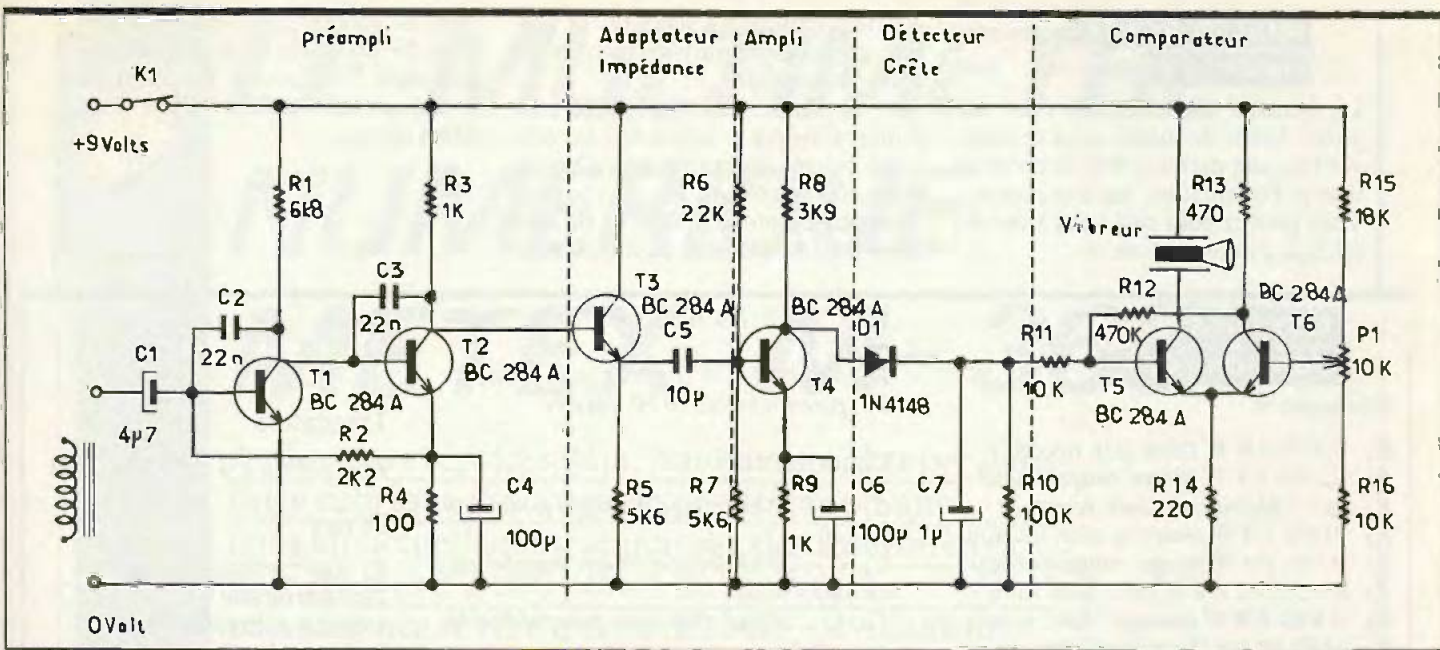 préampli
Adaptateur
Impédance
Ampli
Détecteur
Crête
Comparateur
K1
+9Volts
R1
6k8
R3
1K
R6
22K
R8
3K9
R13
470
R15
18K
Vibreur
C3
22n
C2
22n
T3
BC 284 A
C5
10µ
BC 284A
D1
1N4148
R12
470K
BC 284A
T6
P1
10K
C1
4µ7
T1
BC 284 A
T2
BC 284 A
T4
R11
10K
T5
BC 284 A
R2
2K2
R4
100
C4
100µ
R5
5K6
R7
5K6
R9
1K
C6
100µ
C7
1µ
R10
100K
R14
220
R16
10K
0Volt